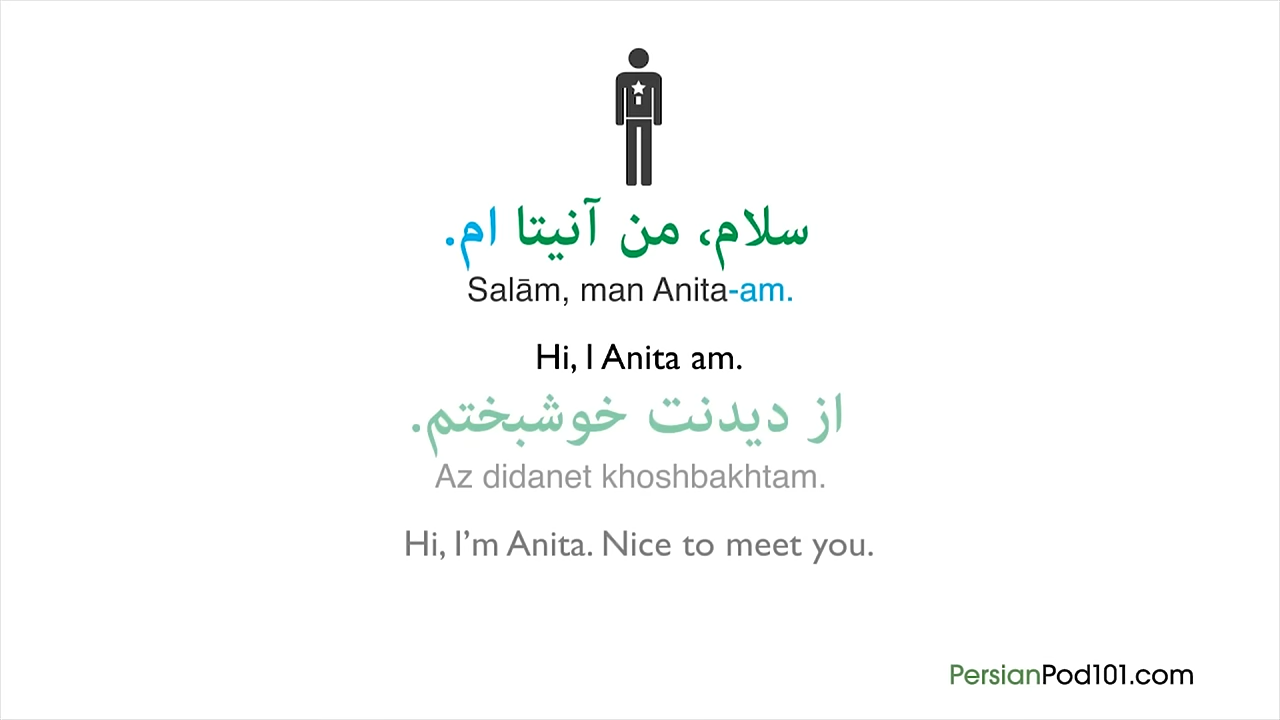 سلام، من آنیتا ام.
Salām, man Anita-am.
Hi, I Anita am.
از دیدنت خوشبختم.
Az didanet khoshbakhtam.
Hi, I’m Anita. Nice to meet you.
PersianPod101.com